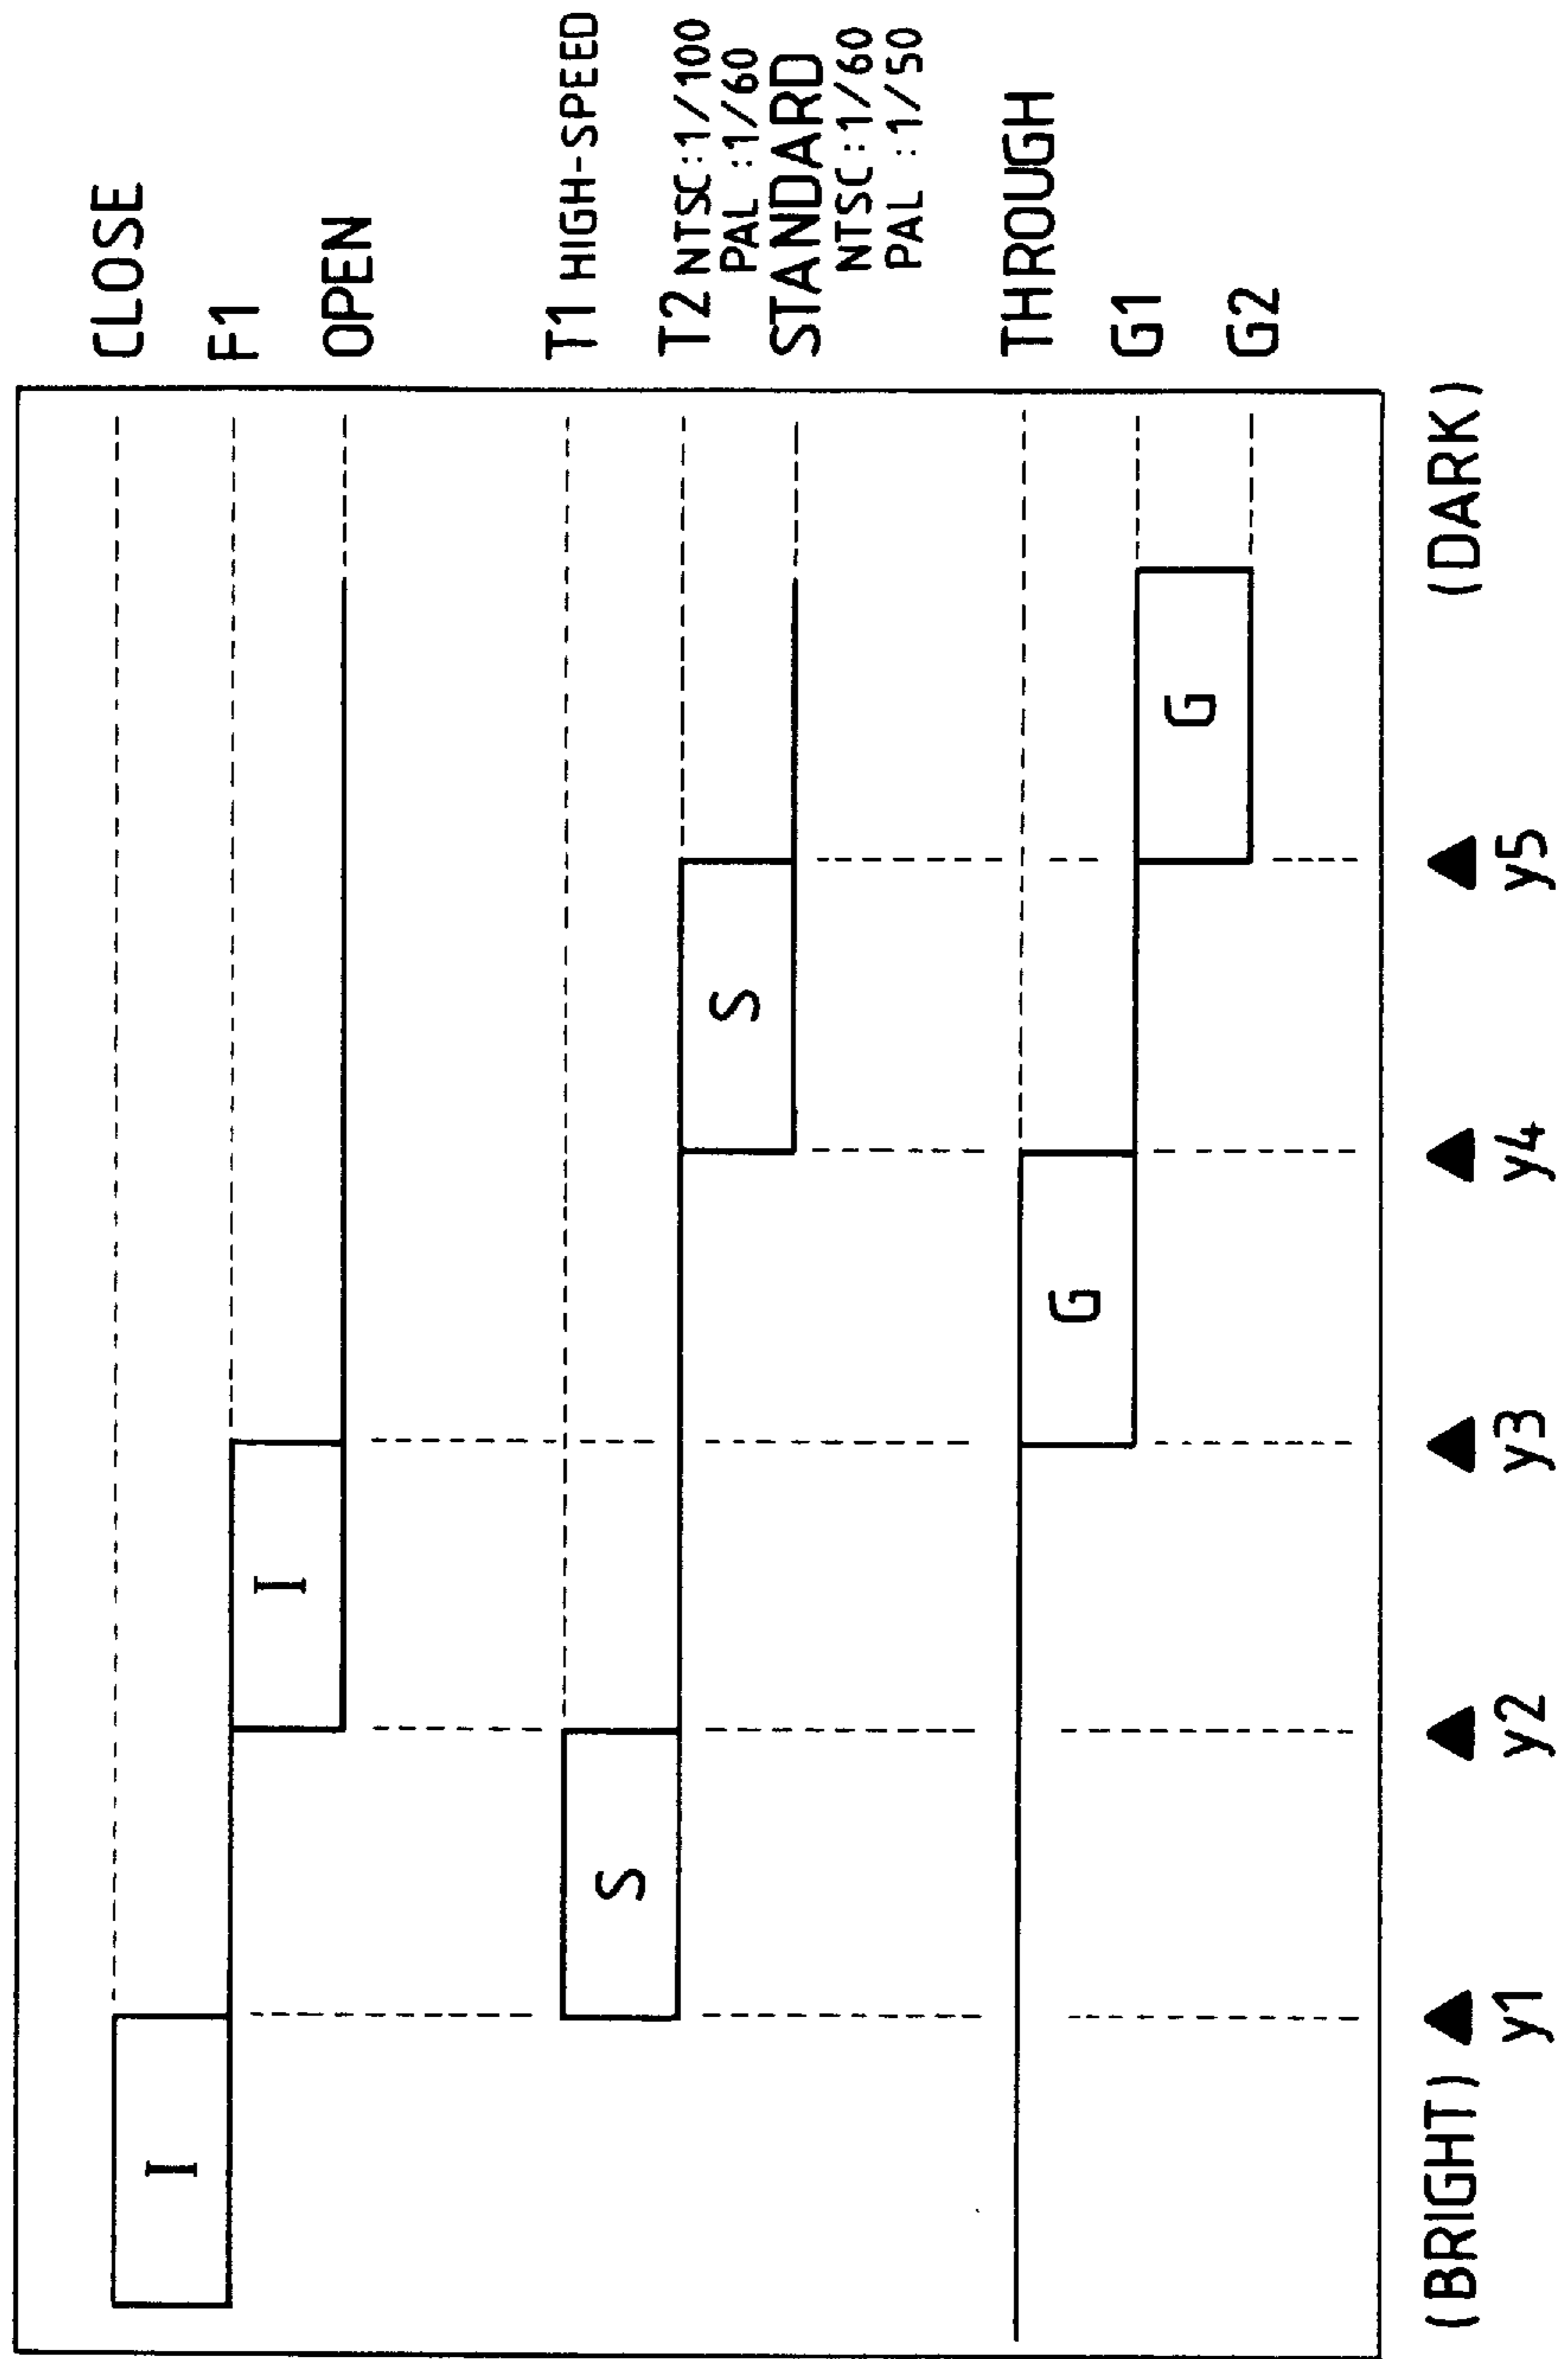 CLOSE
F1
OPEN
T1 HIGH-SPEED
T2 NTSC:1/100
PAL :1/60
STANDARD
NTSC:1/60
PAL :1/50
THROUGH
G1
G2
I
I
S
S
G
G
(BRIGHT) (DARK)
y1 y2 y3 y4 y5